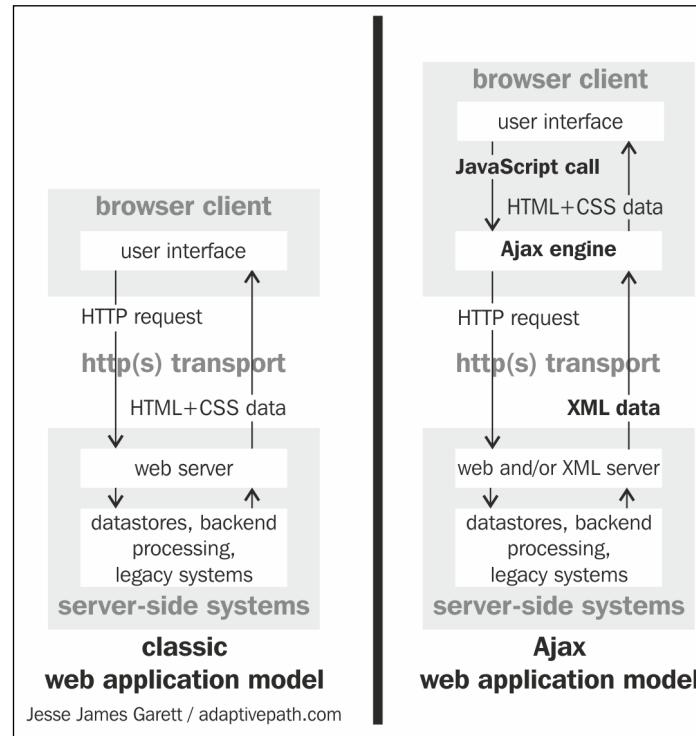 browser client
user interface
HTTP request
http(s) transport
HTML+CSS data
web server
datastores, backend
processing,
legacy systems
server-side systems
classic
web application model
Jesse James Garett / adaptivepath.com
browser client
user interface
JavaScript call
HTML+CSS data
Ajax engine
HTTP request
http(s) transport
XML data
web and/or XML server
datastores, backend
processing,
legacy systems
server-side systems
Ajax
web application model